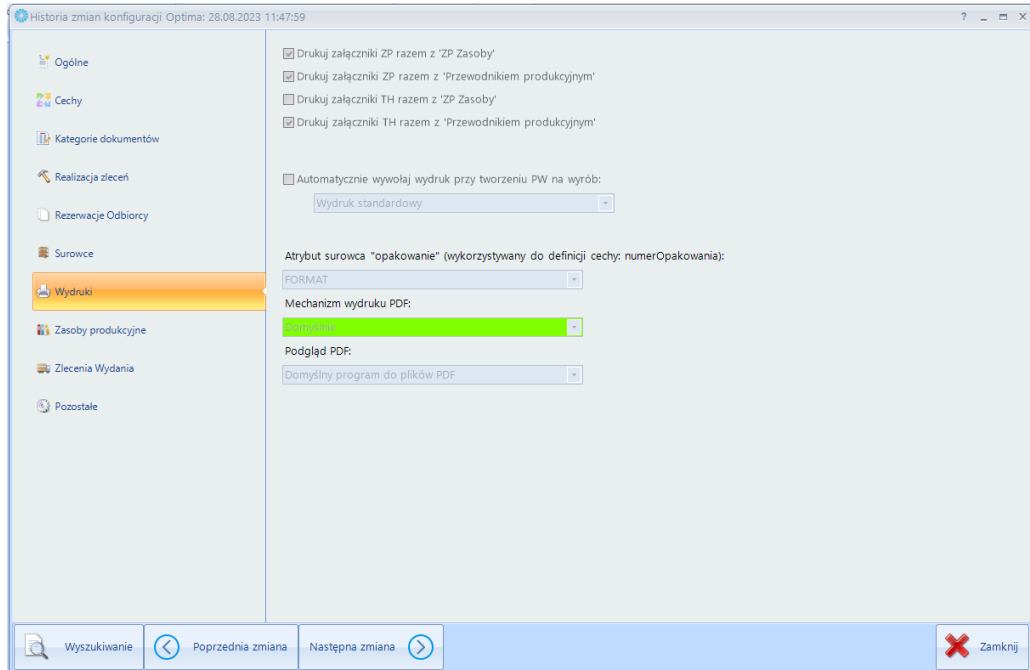 Historia zmian konfiguracji Optima: 28.08.2023 11:47:59
Ogólne
Cechy
Kategorie dokumentów
Realizacja zleceń
Rezerwacje Odbiorcy
Surowce
Wydruki
Zasoby produkcyjne
Zlecenia Wydania
Pozostałe
Drukuj załączniki ZP razem z 'ZP Zasoby'
Drukuj załączniki ZP razem z 'Przewodnikiem produkcyjnym'
Drukuj załączniki TH razem z 'ZP Zasoby'
Drukuj załączniki TH razem z 'Przewodnikiem produkcyjnym'
Automatycznie wywołaj wydruk przy tworzeniu PW na wyrób:
Wydruk standardowy
Atrybut surowca "opakowanie" (wykorzystywany do definicji cechy: numerOpakowania):
FORMAT
Mechanizm wydruku PDF:
Domyślnie
Podgląd PDF:
Domyślny program do plików PDF
Wyszukiwanie
Poprzednia zmiana
Następna zmiana
Zamknij